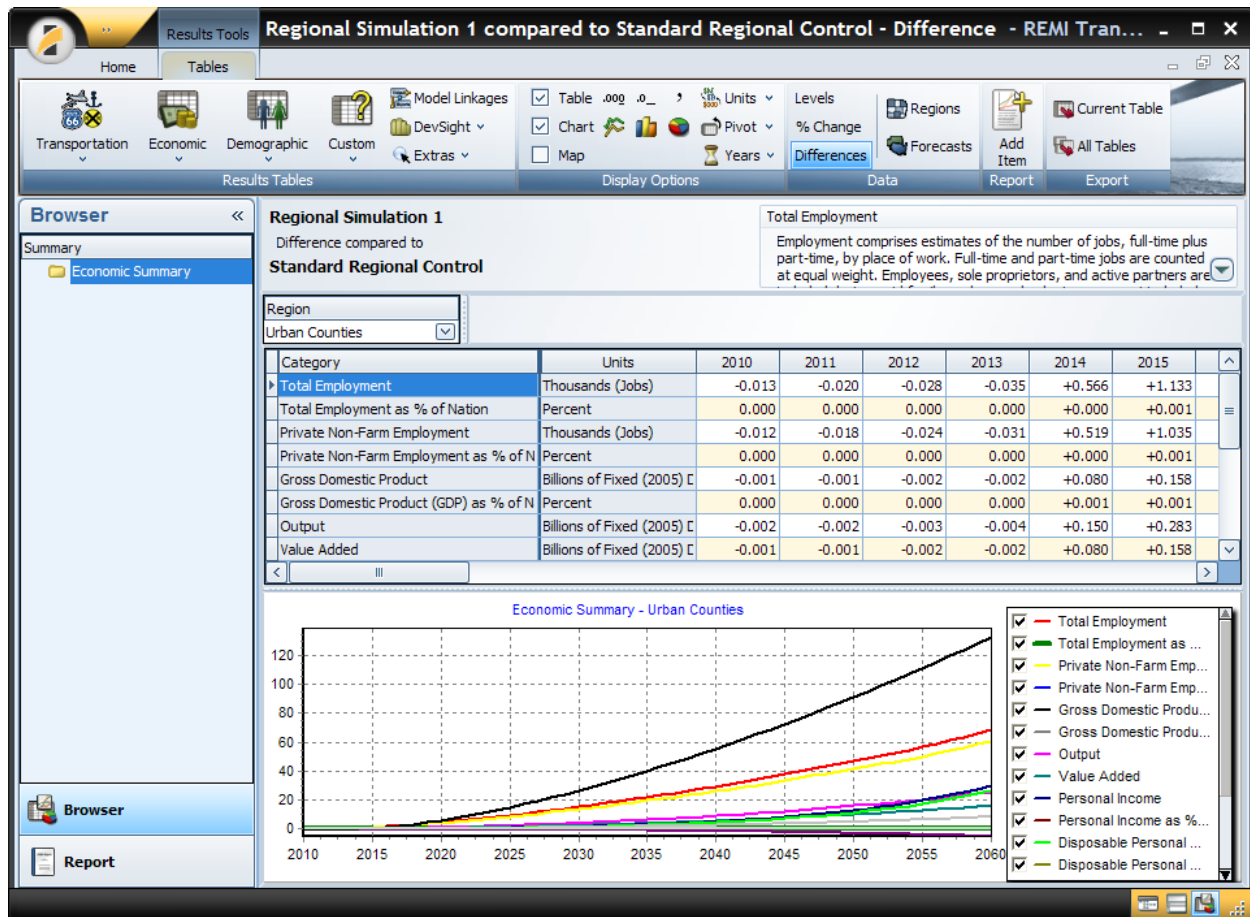 Results Tools
Regional Simulation 1 compared to Standard Regional Control - Difference - REMI Tran...
Home
Tables
Transportation
Economic
Demographic
Custom
Model Linkages
DevSight
Extras
Results Tables
Table .000 .0_ ,
Chart
Map
Units
Pivot
Years
Display Options
Levels
% Change
Differences
Regions
Forecasts
Data
Add
Item
Report
Current Table
All Tables
Export
Browser «
Summary
Economic Summary
Regional Simulation 1
Difference compared to
Standard Regional Control
Total Employment
Employment comprises estimates of the number of jobs, full-time plus
part-time, by place of work. Full-time and part-time jobs are counted
at equal weight. Employees, sole proprietors, and active partners are
Region
Urban Counties
Category Units 2010 2011 2012 2013 2014 2015
Total Employment Thousands (Jobs) -0.013 -0.020 -0.028 -0.035 +0.566 +1.133
Total Employment as % of Nation Percent 0.000 0.000 0.000 0.000 +0.000 +0.001
Private Non-Farm Employment Thousands (Jobs) -0.012 -0.018 -0.024 -0.031 +0.519 +1.035
Private Non-Farm Employment as % of N Percent 0.000 0.000 0.000 0.000 +0.000 +0.001
Gross Domestic Product Billions of Fixed (2005) D -0.001 -0.001 -0.002 -0.002 +0.080 +0.158
Gross Domestic Product (GDP) as % of N Percent 0.000 0.000 0.000 0.000 +0.001 +0.001
Output Billions of Fixed (2005) D -0.002 -0.002 -0.003 -0.004 +0.150 +0.283
Value Added Billions of Fixed (2005) D -0.001 -0.001 -0.002 -0.002 +0.080 +0.158
Economic Summary - Urban Counties
120
100
80
60
40
20
0
2010 2015 2020 2025 2030 2035 2040 2045 2050 2055 2060
Total Employment
Total Employment as ...
Private Non-Farm Emp...
Private Non-Farm Emp...
Gross Domestic Produ...
Gross Domestic Produ...
Output
Value Added
Personal Income
Personal Income as %...
Disposable Personal ...
Disposable Personal ...
Browser
Report